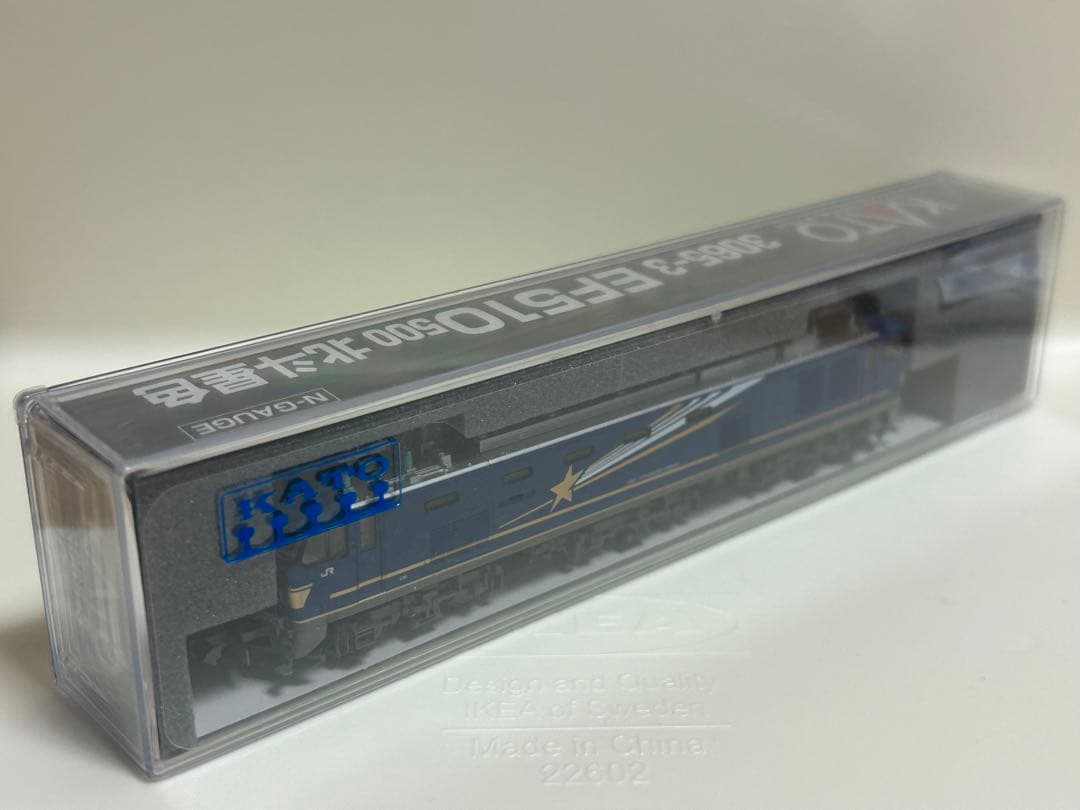 KATO
3065-3 EF510 500 北斗星色
N-GAUGE
KATO
JR
IKEA
Design and Quality
IKEA of Sweden
Made in China
22602